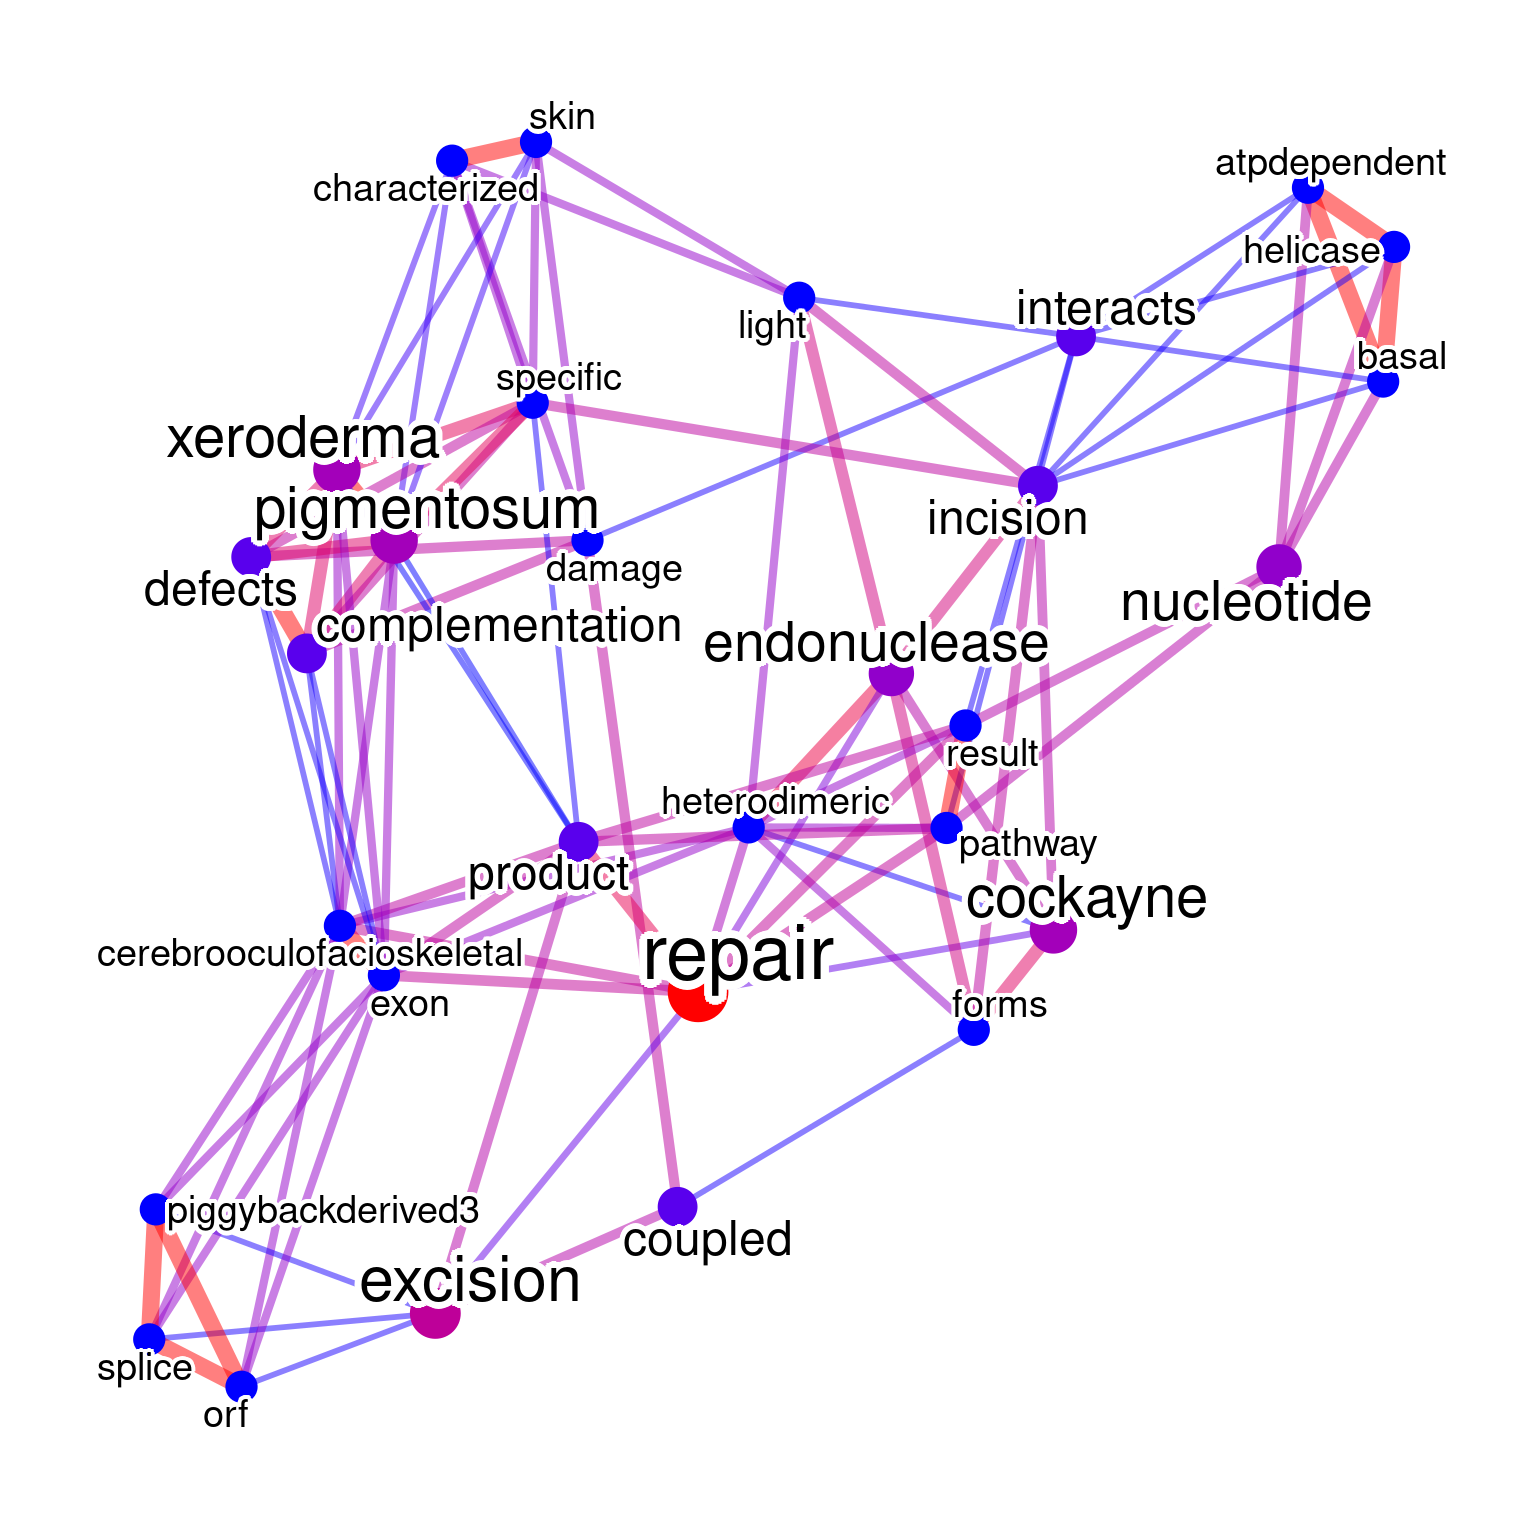 skin
characterized
atpdependent
helicase
interacts
light
basal
specific
xeroderma
pigmentosum
incision
damage
defects
nucleotide
complementation
endonuclease
result
heterodimeric
pathway
product
cockayne
cerebrooculofacioskeletal
repair
exon
forms
piggybackderived3
coupled
excision
splice
orf